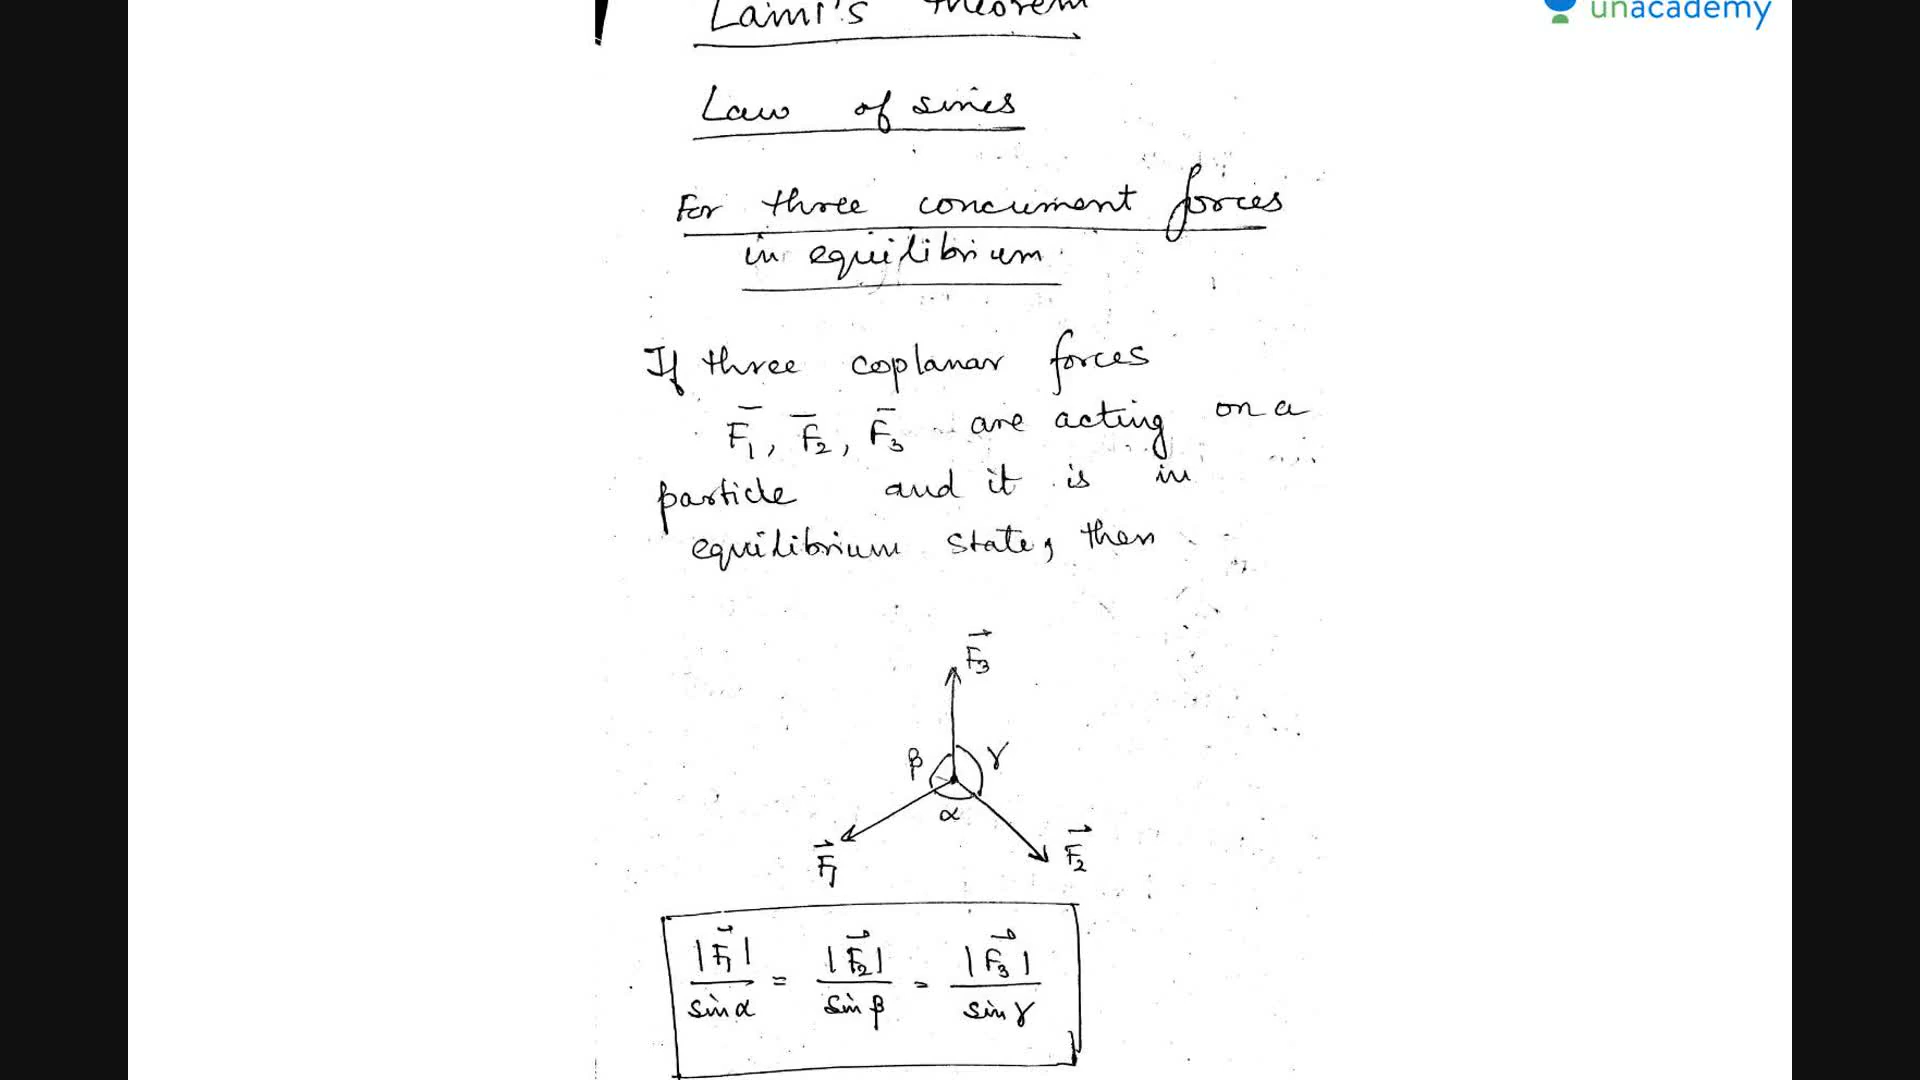 Lami's theorem
unacademy
Law of sines
For three concurrent forces
in equilibrium
If three coplanar forces
F̅₁, F̅₂, F̅₃ are acting on a
particle and it is in
equilibrium state, then
F⃗₃
β γ
α
F⃗₁ F⃗₂
|F⃗₁| / sin α = |F⃗₂| / sin β = |F⃗₃| / sin γ